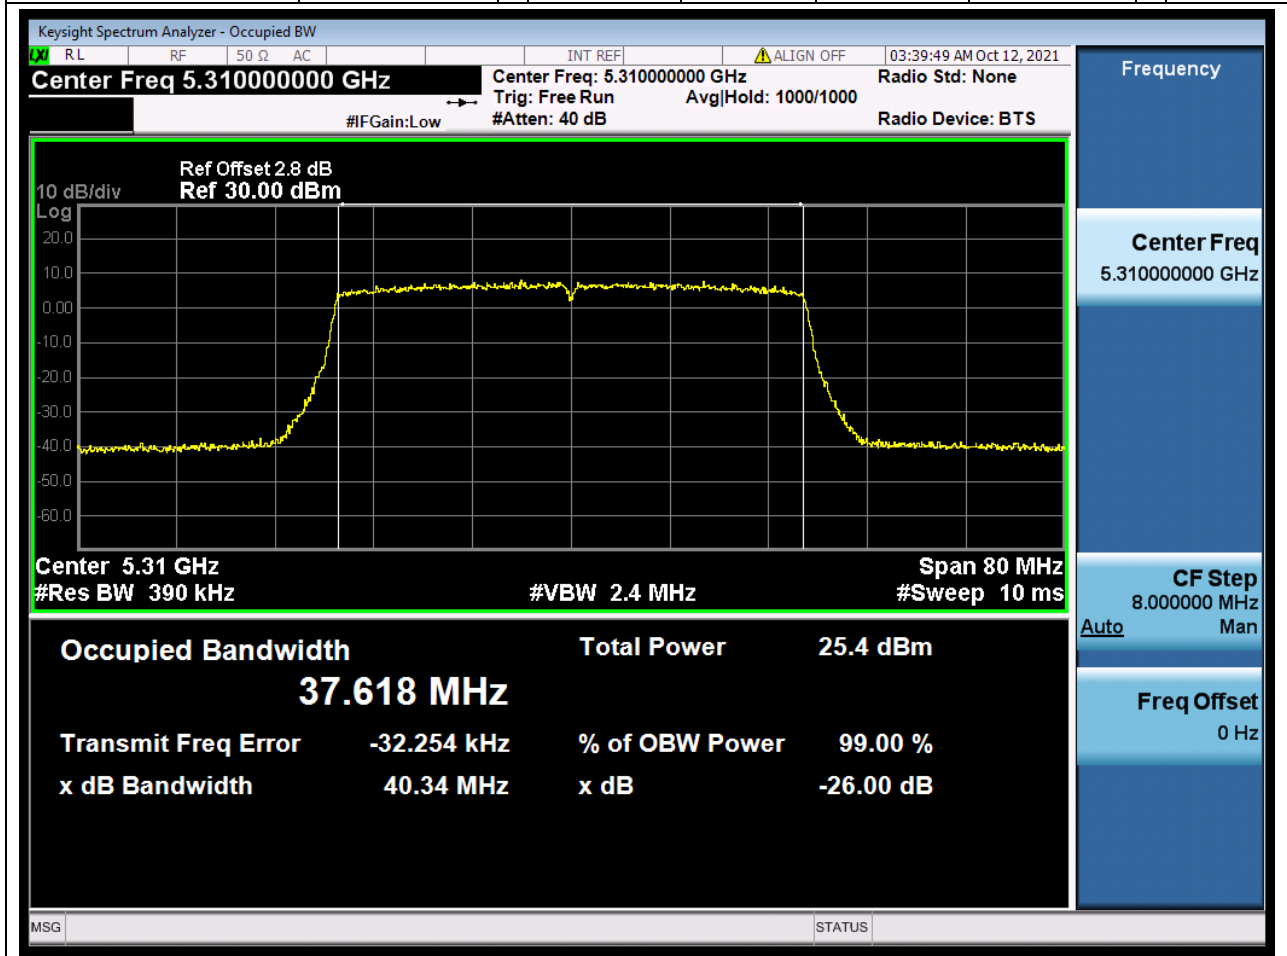 Keysight Spectrum Analyzer - Occupied BW
LXI RL RF 50 Ω AC INT REF ALIGN OFF 03:39:49 AM Oct 12, 2021
Center Freq 5.310000000 GHz
Center Freq: 5.310000000 GHz
Radio Std: None
Trig: Free Run Avg|Hold: 1000/1000
#IFGain:Low
#Atten: 40 dB
Radio Device: BTS
Ref Offset 2.8 dB
10 dB/div Ref 30.00 dBm
Log
20.0
10.0
0.00
-10.0
-20.0
-30.0
-40.0
-50.0
-60.0
Center 5.31 GHz Span 80 MHz
#Res BW 390 kHz #VBW 2.4 MHz #Sweep 10 ms
Occupied Bandwidth Total Power 25.4 dBm
37.618 MHz
Transmit Freq Error -32.254 kHz % of OBW Power 99.00 %
x dB Bandwidth 40.34 MHz x dB -26.00 dB
MSG STATUS
Frequency
Center Freq
5.310000000 GHz
CF Step
8.000000 MHz
Auto Man
Freq Offset
0 Hz